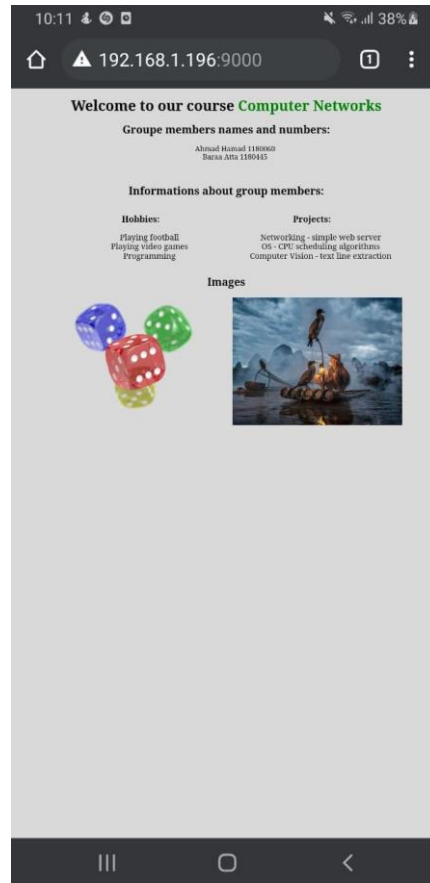 10:11
38%
192.168.1.196:9000
1
Welcome to our course Computer Networks
Groupe members names and numbers:
Ahmad Hamad 1180060
Baraa Atta 1180445
Informations about group members:
Hobbies:
Playing football
Playing video games
Programming
Projects:
Networking - simple web server
OS - CPU scheduling algorithms
Computer Vision - text line extraction
Images